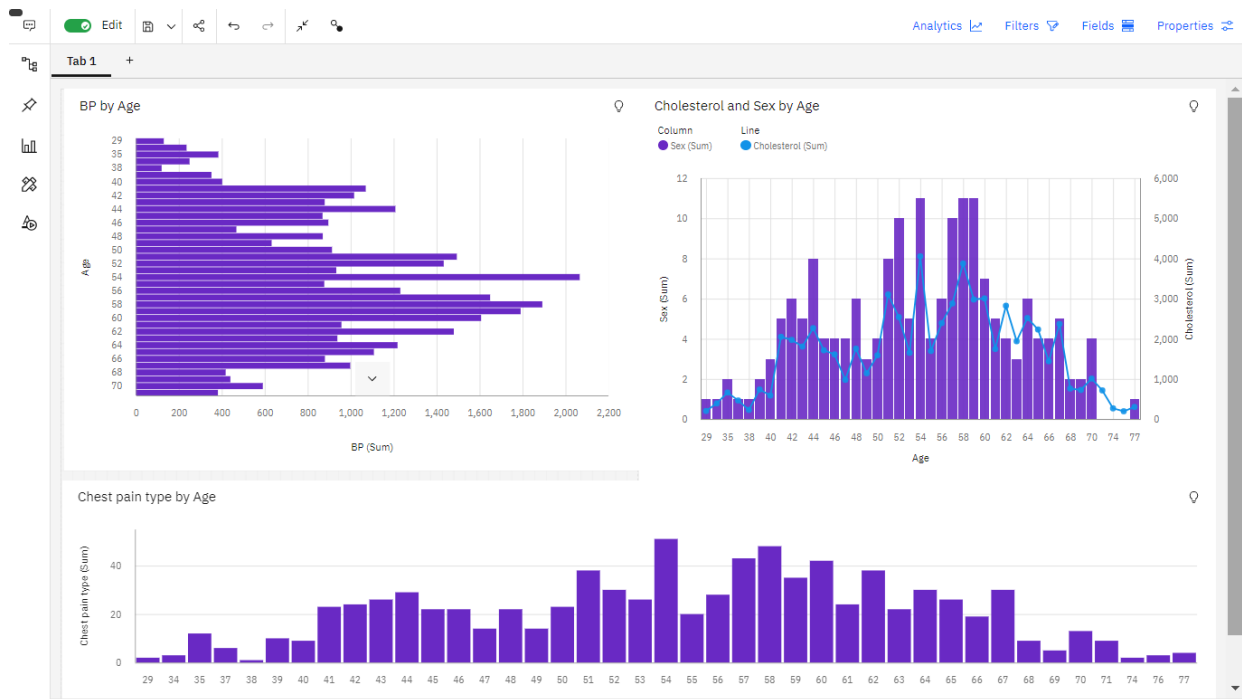 Edit
Analytics Filters Fields Properties
Tab 1 +
BP by Age
Age
29
35
38
40
42
44
46
48
50
52
54
56
58
60
62
64
66
68
70
0 200 400 600 800 1,000 1,200 1,400 1,600 1,800 2,000 2,200
BP (Sum)
Cholesterol and Sex by Age
Column Line
Sex (Sum) Cholesterol (Sum)
Sex (Sum)
12
10
8
6
4
2
0
6,000
5,000
4,000
3,000
2,000
1,000
0
Cholesterol (Sum)
29 35 38 40 42 44 46 48 50 52 54 56 58 60 62 64 66 68 70 74 77
Age
Chest pain type by Age
Chest pain type (Sum)
40
20
0
29 34 35 37 38 39 40 41 42 43 44 45 46 47 48 49 50 51 52 53 54 55 56 57 58 59 60 61 62 63 64 65 66 67 68 69 70 71 74 76 77